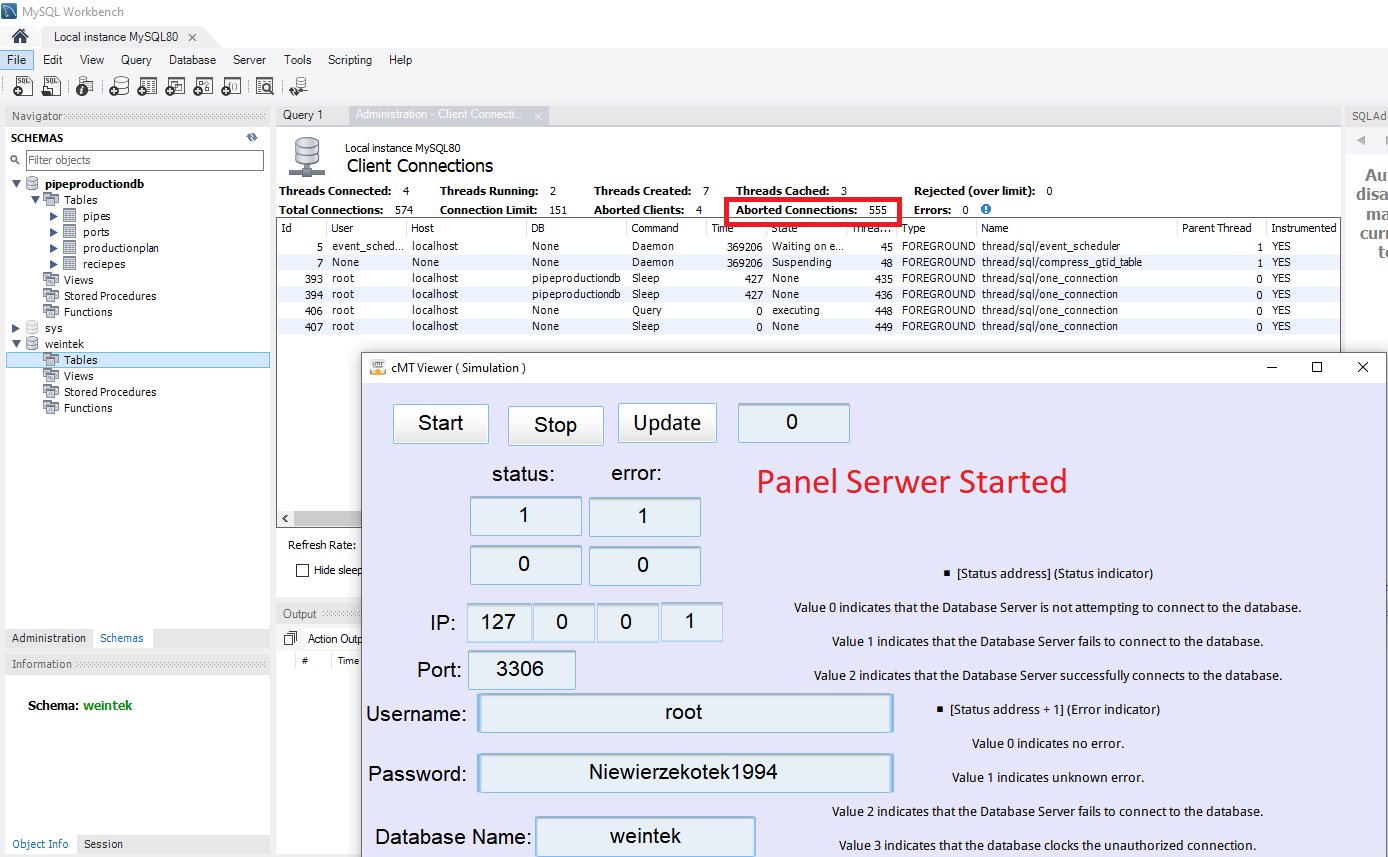 MySQL Workbench
Local instance MySQL80
File Edit View Query Database Server Tools Scripting Help
Navigator
SCHEMAS
Filter objects
pipeproductiondb
Tables
pipes
ports
productionplan
reciepes
Views
Stored Procedures
Functions
sys
weintek
Tables
Views
Stored Procedures
Functions
Administration Schemas
Information
Schema: weintek
Object Info Session
Query 1 Administration - Client Connecti...
Local instance MySQL80
Client Connections
Threads Connected: 4 Threads Running: 2 Threads Created: 7 Threads Cached: 3 Rejected (over limit): 0
Total Connections: 574 Connection Limit: 151 Aborted Clients: 4 Aborted Connections: 555 Errors: 0
Id User Host DB Command Time State Threa... Type Name Parent Thread Instrumented
5 event_sched... localhost None Daemon 369206 Waiting on e... 45 FOREGROUND thread/sql/event_scheduler 1 YES
7 None None None Daemon 369206 Suspending 48 FOREGROUND thread/sql/compress_gtid_table 1 YES
393 root localhost pipeproductiondb Sleep 427 None 435 FOREGROUND thread/sql/one_connection 0 YES
394 root localhost pipeproductiondb Sleep 427 None 436 FOREGROUND thread/sql/one_connection 0 YES
406 root localhost None Query 0 executing 448 FOREGROUND thread/sql/one_connection 0 YES
407 root localhost None Sleep 0 None 449 FOREGROUND thread/sql/one_connection 0 YES
Refresh Rate:
Hide sleep
Output
Action Outp
# Time
SQL Ad
Au
disa
ma
curr
to
cMT Viewer ( Simulation )
Start Stop Update 0
status: error:
Panel Serwer Started
1 1
0 0
IP: 127 0 0 1
Port: 3306
Username: root
Password: Niewierzekotek1994
Database Name: weintek
■ [Status address] (Status indicator)
Value 0 indicates that the Database Server is not attempting to connect to the database.
Value 1 indicates that the Database Server fails to connect to the database.
Value 2 indicates that the Database Server successfully connects to the database.
■ [Status address + 1] (Error indicator)
Value 0 indicates no error.
Value 1 indicates unknown error.
Value 2 indicates that the Database Server fails to connect to the database.
Value 3 indicates that the database clocks the unauthorized connection.